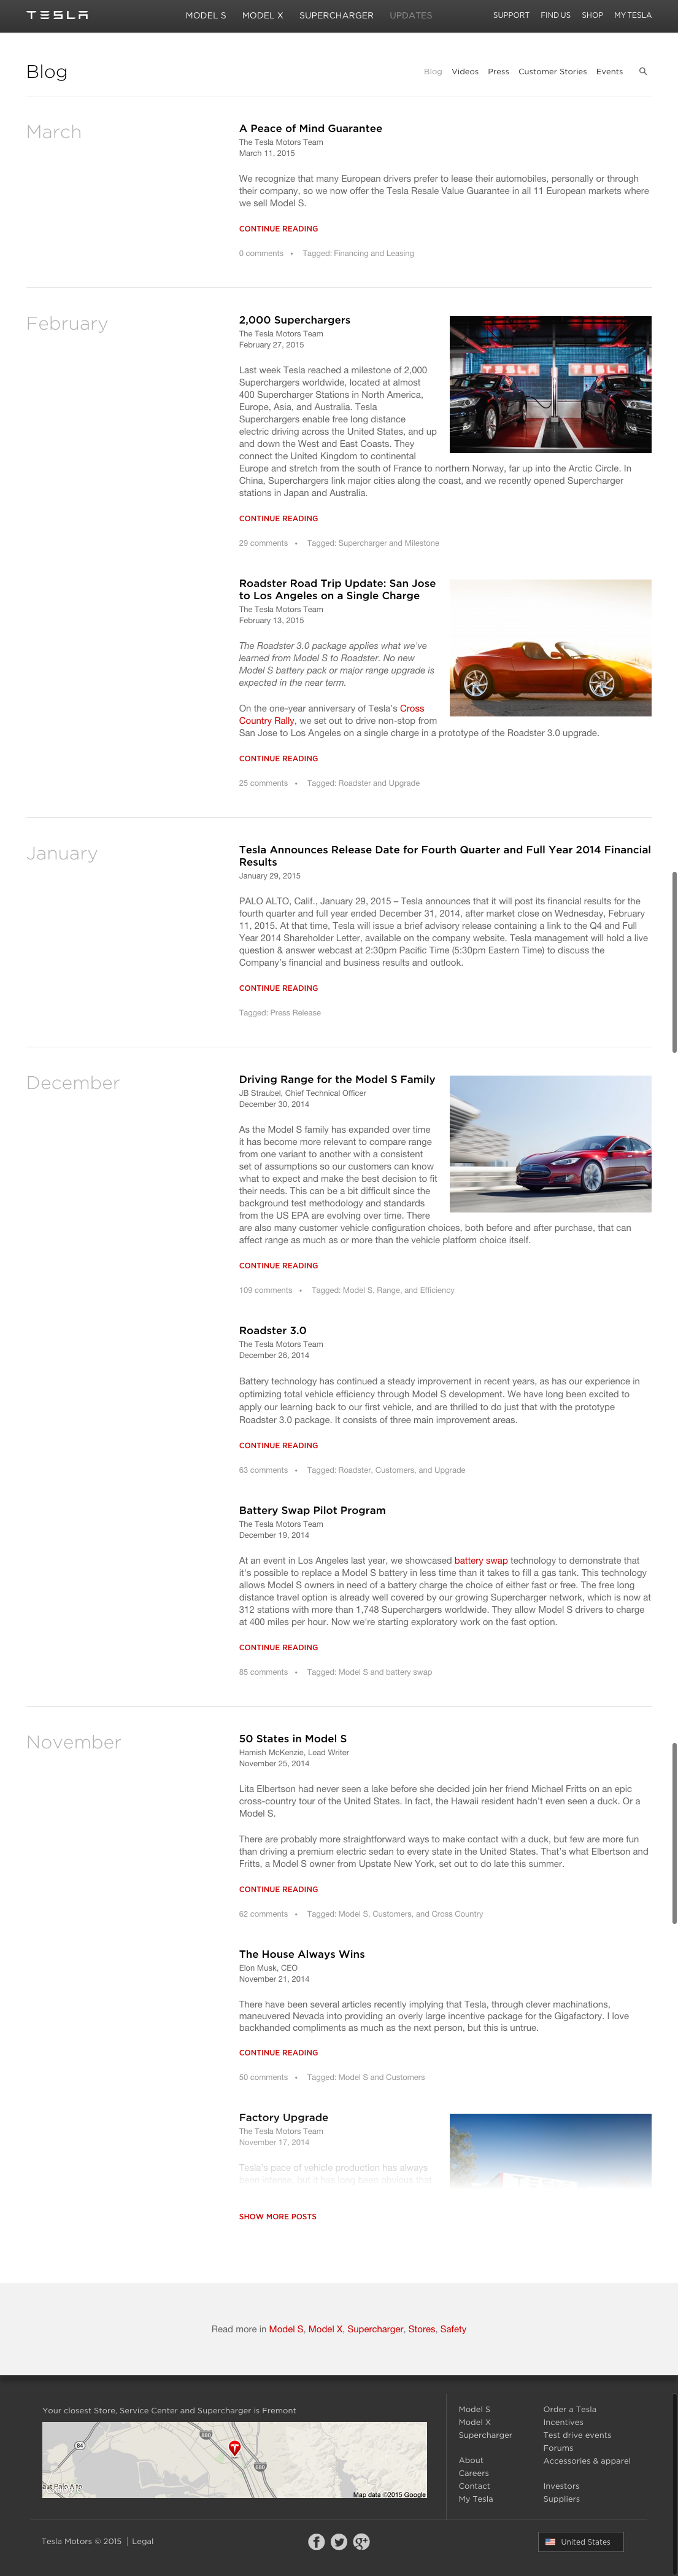 TESLA
MODEL S MODEL X SUPERCHARGER UPDATES
SUPPORT FIND US SHOP MY TESLA
Blog
Blog Videos Press Customer Stories Events
March
A Peace of Mind Guarantee
The Tesla Motors Team
March 11, 2015
We recognize that many European drivers prefer to lease their automobiles, personally or through
their company, so we now offer the Tesla Resale Value Guarantee in all 11 European markets where
we sell Model S.
CONTINUE READING
0 comments • Tagged: Financing and Leasing
February
2,000 Superchargers
The Tesla Motors Team
February 27, 2015
Last week Tesla reached a milestone of 2,000
Superchargers worldwide, located at almost
400 Supercharger Stations in North America,
Europe, Asia, and Australia. Tesla
Superchargers enable free long distance
electric driving across the United States, and up
and down the West and East Coasts. They
connect the United Kingdom to continental
Europe and stretch from the south of France to northern Norway, far up into the Arctic Circle. In
China, Superchargers link major cities along the coast, and we recently opened Supercharger
stations in Japan and Australia.
CONTINUE READING
29 comments • Tagged: Supercharger and Milestone
TESLA
TESLA
Roadster Road Trip Update: San Jose
to Los Angeles on a Single Charge
The Tesla Motors Team
February 13, 2015
The Roadster 3.0 package applies what we've
learned from Model S to Roadster. No new
Model S battery pack or major range upgrade is
expected in the near term.
On the one-year anniversary of Tesla's Cross
Country Rally, we set out to drive non-stop from
San Jose to Los Angeles on a single charge in a prototype of the Roadster 3.0 upgrade.
CONTINUE READING
25 comments • Tagged: Roadster and Upgrade
January
Tesla Announces Release Date for Fourth Quarter and Full Year 2014 Financial
Results
January 29, 2015
PALO ALTO, Calif., January 29, 2015 – Tesla announces that it will post its financial results for the
fourth quarter and full year ended December 31, 2014, after market close on Wednesday, February
11, 2015. At that time, Tesla will issue a brief advisory release containing a link to the Q4 and Full
Year 2014 Shareholder Letter, available on the company website. Tesla management will hold a live
question & answer webcast at 2:30pm Pacific Time (5:30pm Eastern Time) to discuss the
Company's financial and business results and outlook.
CONTINUE READING
Tagged: Press Release
December
Driving Range for the Model S Family
JB Straubel, Chief Technical Officer
December 30, 2014
As the Model S family has expanded over time
it has become more relevant to compare range
from one variant to another with a consistent
set of assumptions so our customers can know
what to expect and make the best decision to fit
their needs. This can be a bit difficult since the
background test methodology and standards
from the US EPA are evolving over time. There
are also many customer vehicle configuration choices, both before and after purchase, that can
affect range as much as or more than the vehicle platform choice itself.
CONTINUE READING
109 comments • Tagged: Model S, Range, and Efficiency
Roadster 3.0
The Tesla Motors Team
December 26, 2014
Battery technology has continued a steady improvement in recent years, as has our experience in
optimizing total vehicle efficiency through Model S development. We have long been excited to
apply our learning back to our first vehicle, and are thrilled to do just that with the prototype
Roadster 3.0 package. It consists of three main improvement areas.
CONTINUE READING
63 comments • Tagged: Roadster, Customers, and Upgrade
Battery Swap Pilot Program
The Tesla Motors Team
December 19, 2014
At an event in Los Angeles last year, we showcased battery swap technology to demonstrate that
it's possible to replace a Model S battery in less time than it takes to fill a gas tank. This technology
allows Model S owners in need of a battery charge the choice of either fast or free. The free long
distance travel option is already well covered by our growing Supercharger network, which is now at
312 stations with more than 1,748 Superchargers worldwide. They allow Model S drivers to charge
at 400 miles per hour. Now we're starting exploratory work on the fast option.
CONTINUE READING
85 comments • Tagged: Model S and battery swap
November
50 States in Model S
Hamish McKenzie, Lead Writer
November 25, 2014
Lita Elbertson had never seen a lake before she decided join her friend Michael Fritts on an epic
cross-country tour of the United States. In fact, the Hawaii resident hadn't even seen a duck. Or a
Model S.
There are probably more straightforward ways to make contact with a duck, but few are more fun
than driving a premium electric sedan to every state in the United States. That's what Elbertson and
Fritts, a Model S owner from Upstate New York, set out to do late this summer.
CONTINUE READING
62 comments • Tagged: Model S, Customers, and Cross Country
The House Always Wins
Elon Musk, CEO
November 21, 2014
There have been several articles recently implying that Tesla, through clever machinations,
maneuvered Nevada into providing an overly large incentive package for the Gigafactory. I love
backhanded compliments as much as the next person, but this is untrue.
CONTINUE READING
50 comments • Tagged: Model S and Customers
Factory Upgrade
The Tesla Motors Team
November 17, 2014
Tesla's pace of vehicle production has always
been intense, but it has long been obvious that
SHOW MORE POSTS
Read more in Model S, Model X, Supercharger, Stores, Safety
Your closest Store, Service Center and Supercharger is Fremont
84
880
680
st Palo Alto
Map data ©2015 Google
Model S
Model X
Supercharger
About
Careers
Contact
My Tesla
Order a Tesla
Incentives
Test drive events
Forums
Accessories & apparel
Investors
Suppliers
Tesla Motors © 2015 | Legal
United States